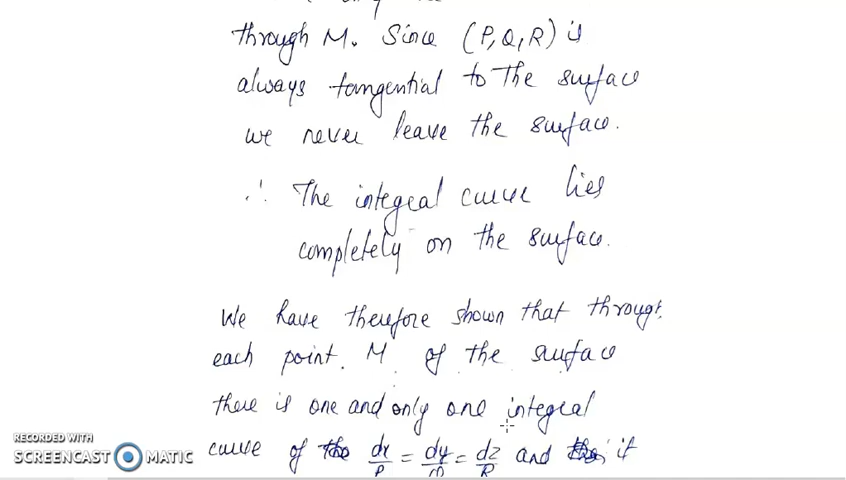 through M. Since (P,Q,R) is
always tangential to the surface
we never leave the surface.
∴ The integral curve lies
completely on the surface.
We have therefore shown that through
each point M of the surface
there is one and only one integral
curve of dx/P = dy/Q = dz/R and it
RECORDED WITH
SCREENCAST MATIC